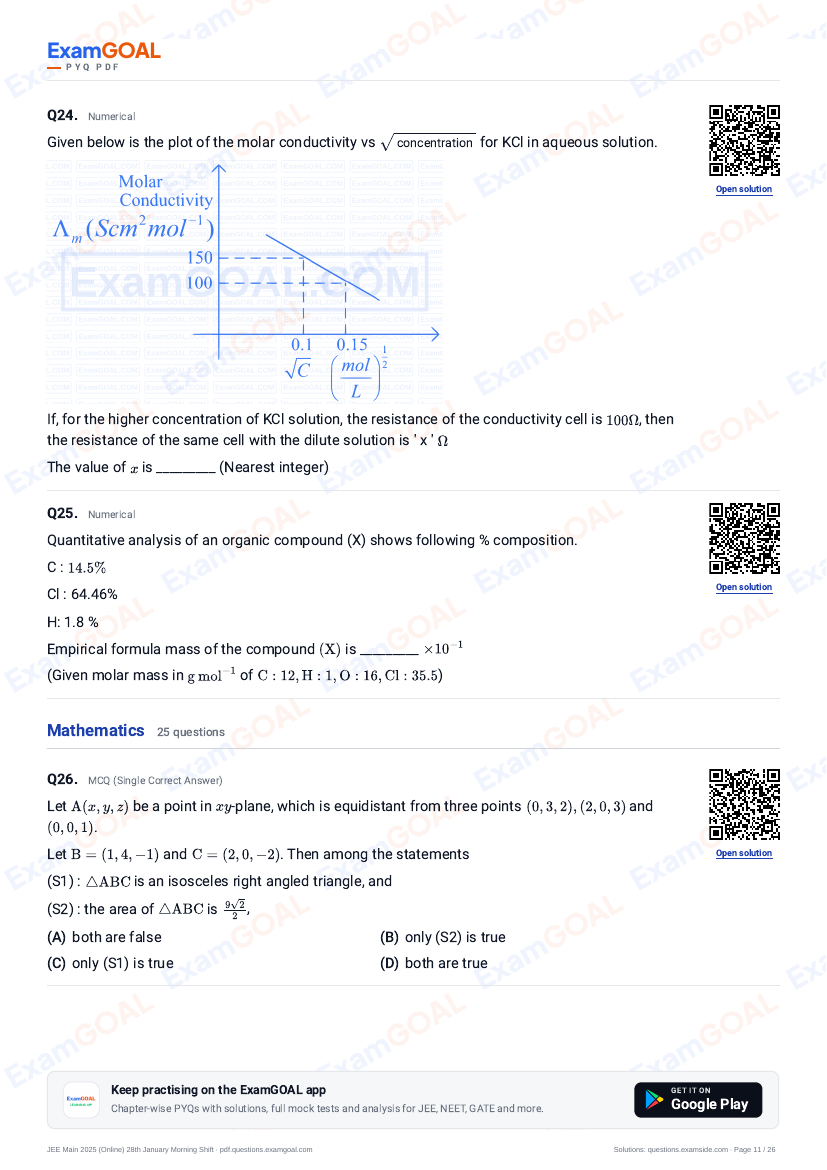 ExamGOAL
PYQ PDF
Q24. Numerical
Given below is the plot of the molar conductivity vs √concentration for KCl in aqueous solution.
Open solution
Molar
Conductivity
Λm (Scm²mol⁻¹)
150
100
0.1 0.15
√C (mol/L)^½
ExamGOAL.COM
If, for the higher concentration of KCl solution, the resistance of the conductivity cell is 100Ω, then
the resistance of the same cell with the dilute solution is ' x ' Ω
The value of x is ________ (Nearest integer)
Q25. Numerical
Quantitative analysis of an organic compound (X) shows following % composition.
Open solution
C : 14.5%
Cl : 64.46%
H: 1.8 %
Empirical formula mass of the compound (X) is ________ ×10⁻¹
(Given molar mass in g mol⁻¹ of C : 12, H : 1, O : 16, Cl : 35.5)
Mathematics 25 questions
Q26. MCQ (Single Correct Answer)
Let A(x, y, z) be a point in xy-plane, which is equidistant from three points (0, 3, 2), (2, 0, 3) and
(0, 0, 1).
Let B = (1, 4, −1) and C = (2, 0, −2). Then among the statements
Open solution
(S1) : △ABC is an isosceles right angled triangle, and
(S2) : the area of △ABC is 9√2/2,
(A) both are false (B) only (S2) is true
(C) only (S1) is true (D) both are true
ExamGOAL
Keep practising on the ExamGOAL app
Chapter-wise PYQs with solutions, full mock tests and analysis for JEE, NEET, GATE and more.
GET IT ON
Google Play
JEE Main 2025 (Online) 28th January Morning Shift · pdf.questions.examgoal.com Solutions: questions.examside.com · Page 11 / 26